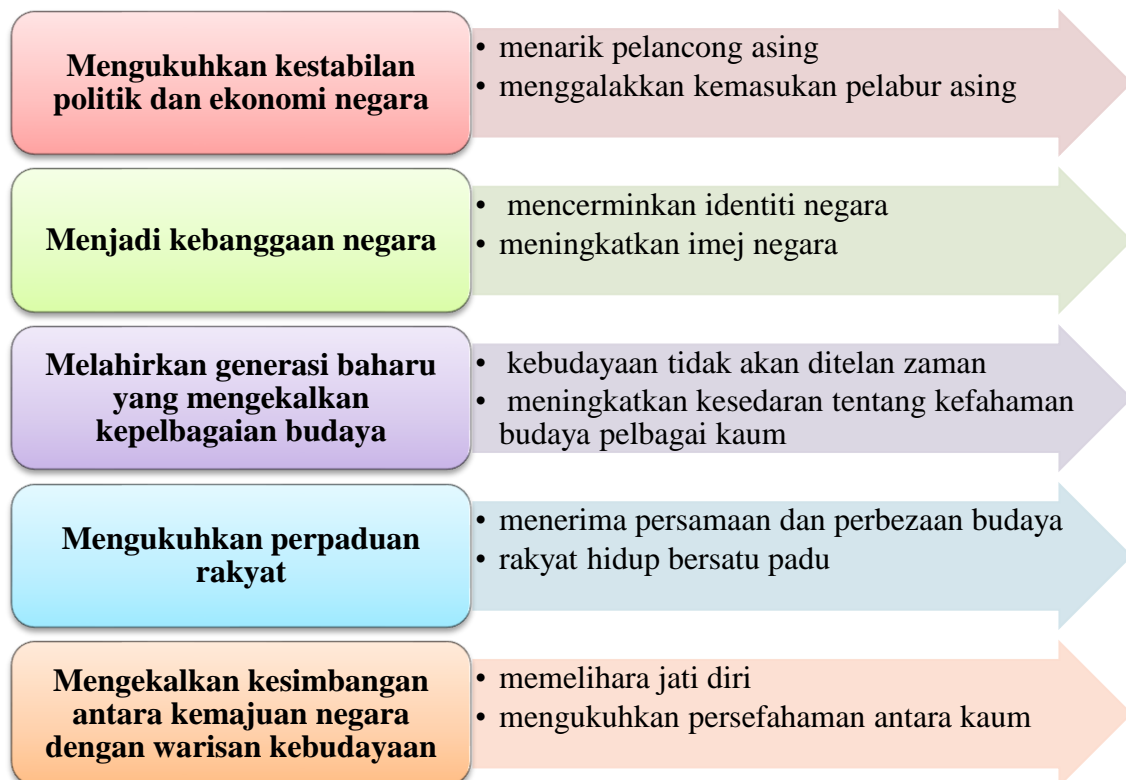 Mengukuhkan kestabilan
politik dan ekonomi negara
• menarik pelancong asing
• menggalakkan kemasukan pelabur asing
Menjadi kebanggaan negara
• mencerminkan identiti negara
• meningkatkan imej negara
Melahirkan generasi baharu
yang mengekalkan
kepelbagaian budaya
• kebudayaan tidak akan ditelan zaman
• meningkatkan kesedaran tentang kefahaman
budaya pelbagai kaum
Mengukuhkan perpaduan
rakyat
• menerima persamaan dan perbezaan budaya
• rakyat hidup bersatu padu
Mengekalkan kesimbangan
antara kemajuan negara
dengan warisan kebudayaan
• memelihara jati diri
• mengukuhkan persefahaman antara kaum